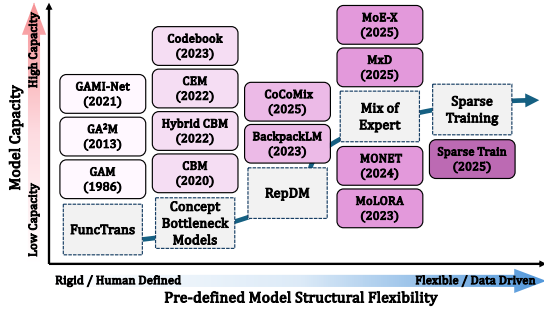 Model Capacity
High Capacity
Low Capacity
GAMI-Net
(2021)
GA²M
(2013)
GAM
(1986)
FuncTrans
Codebook
(2023)
CEM
(2022)
Hybrid CBM
(2022)
CBM
(2020)
Concept
Bottleneck
Models
CoCoMix
(2025)
BackpackLM
(2023)
RepDM
MoE-X
(2025)
MxD
(2025)
Mix of
Expert
MONET
(2024)
MoLORA
(2023)
Sparse
Training
Sparse Train
(2025)
Rigid / Human Defined
Flexible / Data Driven
Pre-defined Model Structural Flexibility